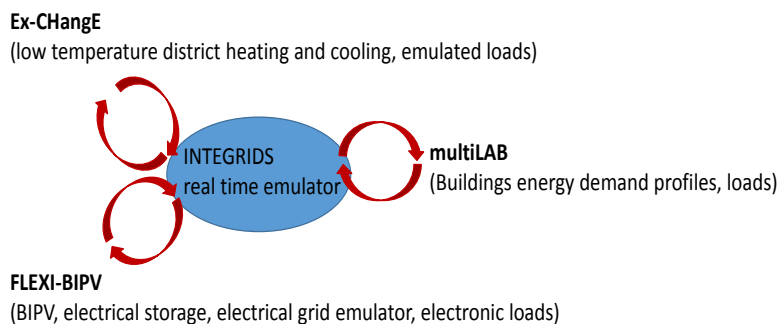 Ex-CHangE
(low temperature district heating and cooling, emulated loads)
INTEGRIDS
real time emulator
multiLAB
(Buildings energy demand profiles, loads)
FLEXI-BIPV
(BIPV, electrical storage, electrical grid emulator, electronic loads)